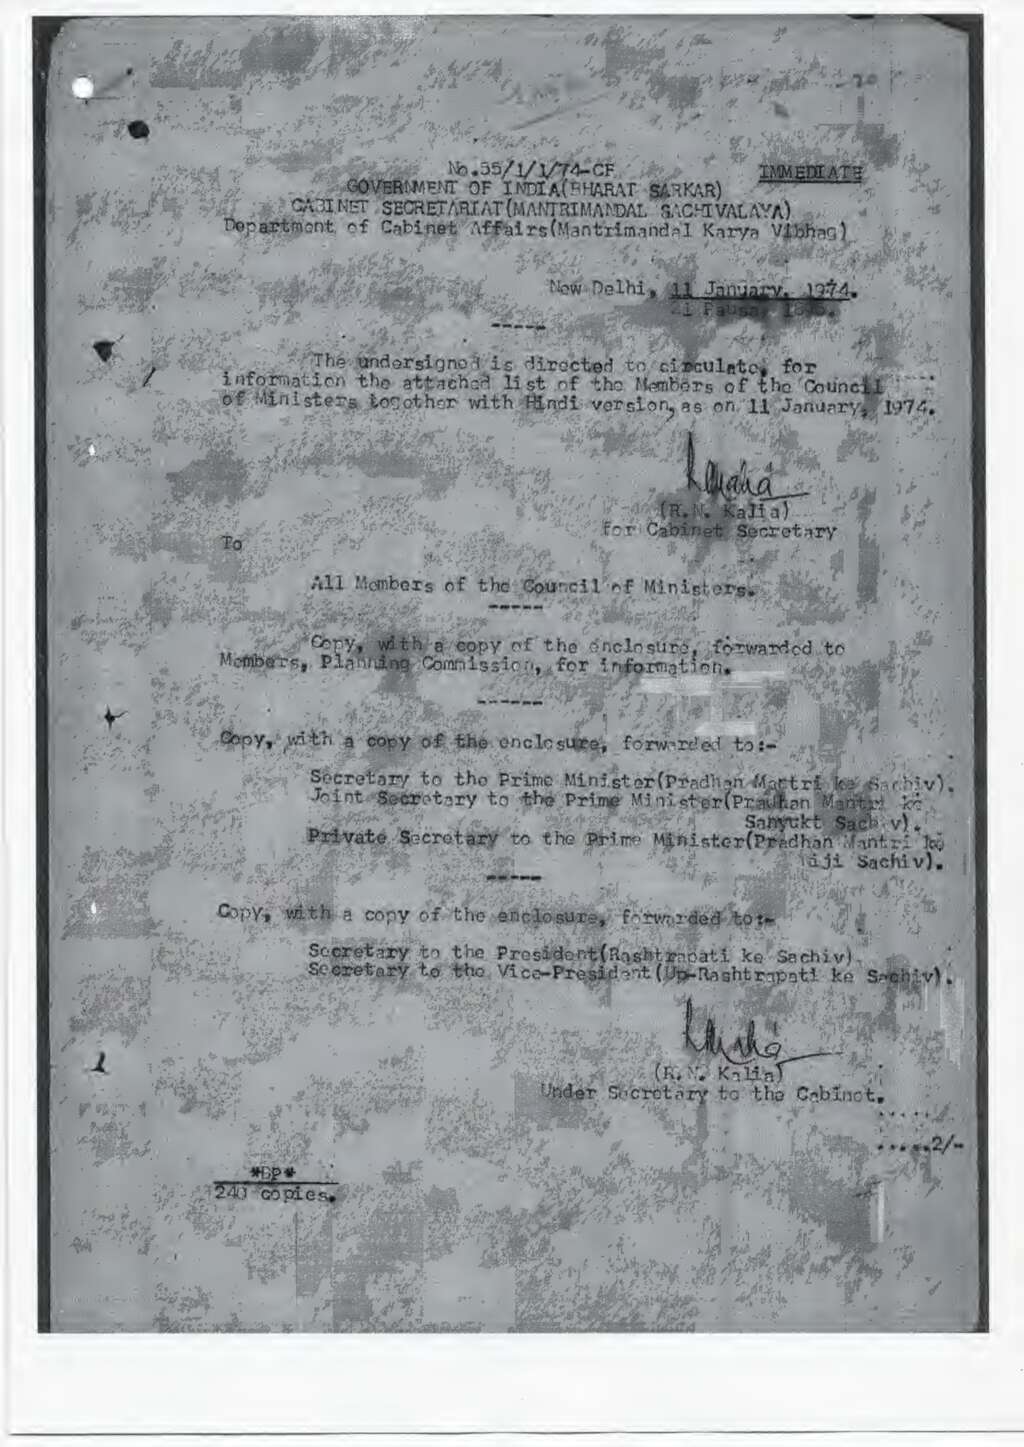 No.55/1/1/74-CF
IMMEDIATE
GOVERNMENT OF INDIA(BHARAT SARKAR)
CABINET SECRETARIAT(MANTRIMANDAL SACHIVALAYA)
Department of Cabinet Affairs(Mantrimandal Karya Vibhag)
New Delhi, 11 January, 1974.
21 Pausa,
-----
The undersigned is directed to circulate, for
information the attached list of the Members of the Council
of Ministers together with Hindi version, as on 11 January, 1974.
(R.N. Kalia)
for Cabinet Secretary
To
All Members of the Council of Ministers.
-----
Copy, with a copy of the enclosure, forwarded to
Members, Planning Commission, for information.
------
Copy, with a copy of the enclosure, forwarded to:-
Secretary to the Prime Minister(Pradhan Mantri ke Sachiv).
Joint Secretary to the Prime Minister(Pradhan Mantri ke
Sanyukt Sachiv).
Private Secretary to the Prime Minister(Pradhan Mantri ke
Niji Sachiv).
-----
Copy, with a copy of the enclosure, forwarded to:-
Secretary to the President(Rashtrapati ke Sachiv).
Secretary to the Vice-President(Up-Rashtrapati ke Sachiv).
(R.N. Kalia)
Under Secretary to the Cabinet.
.....2/-
*BP*
240 copies.